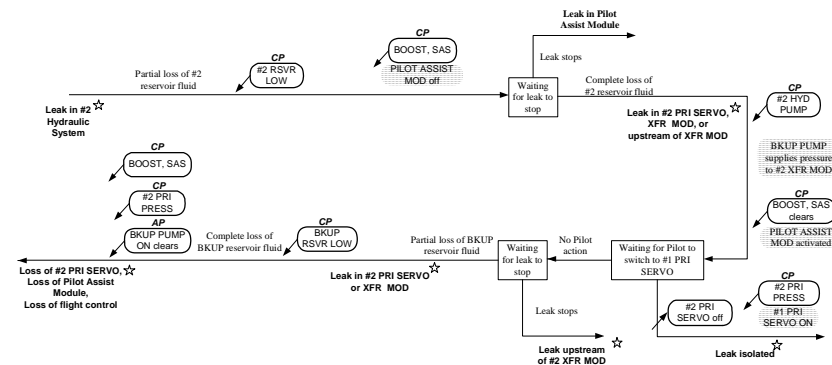 Leak in Pilot
Assist Module
CP
BOOST, SAS
PILOT ASSIST
MOD off
Leak stops
CP
#2 RSVR
LOW
Partial loss of #2
reservoir fluid
Waiting
for leak to
stop
Complete loss of
#2 reservoir fluid
Leak in #2
Hydraulic
System
Leak in #2 PRI SERVO,
XFR MOD, or
upstream of XFR MOD
CP
#2 HYD
PUMP
BKUP PUMP
supplies pressure
to #2 XFR MOD
CP
BOOST, SAS
clears
PILOT ASSIST
MOD activated
CP
BOOST, SAS
CP
#2 PRI
PRESS
AP
BKUP PUMP
ON clears
Complete loss of
BKUP reservoir fluid
CP
BKUP
RSVR LOW
Partial loss of BKUP
reservoir fluid
Waiting
for leak to
stop
No Pilot
action
Waiting for Pilot to
switch to #1 PRI
SERVO
Loss of #2 PRI SERVO,
Loss of Pilot Assist
Module,
Loss of flight control
Leak in #2 PRI SERVO
or XFR MOD
Leak stops
#2 PRI
SERVO off
CP
#2 PRI
PRESS
#1 PRI
SERVO ON
Leak upstream
of #2 XFR MOD
Leak isolated